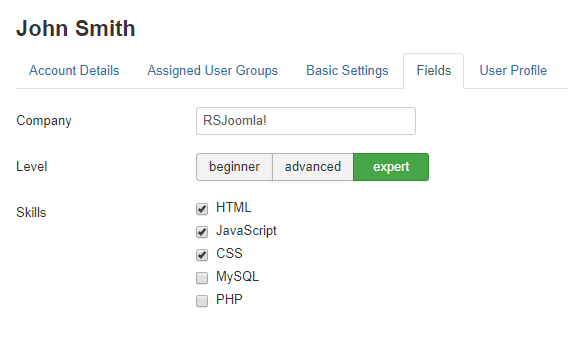 John Smith
Account Details Assigned User Groups Basic Settings Fields User Profile
Company RSJoomla!
Level beginner advanced expert
Skills HTML
JavaScript
CSS
MySQL
PHP